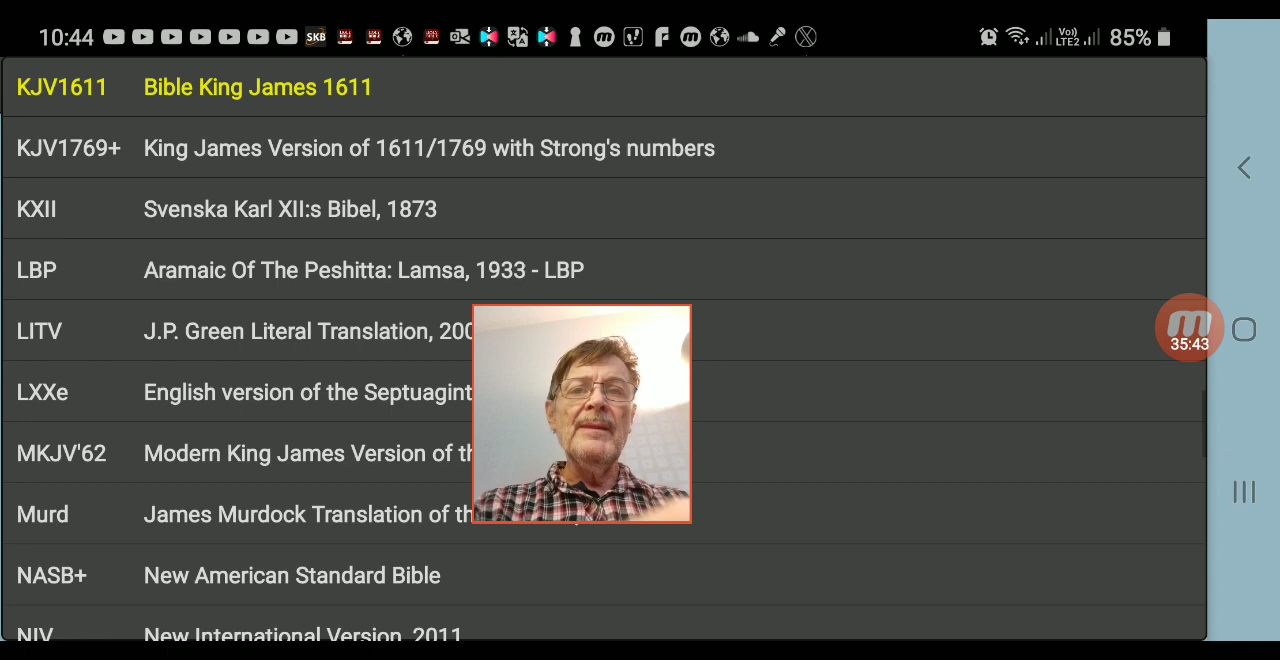 10:44 SKB Vo)) LTE2 85%
KJV1611 Bible King James 1611
KJV1769+ King James Version of 1611/1769 with Strong's numbers
KXII Svenska Karl XII:s Bibel, 1873
LBP Aramaic Of The Peshitta: Lamsa, 1933 - LBP
LITV J.P. Green Literal Translation,
LXXe English version of the Septuagint
MKJV'62 Modern King James Version of
35:43
Murd James Murdock Translation of
NASB+ New American Standard Bible
NIV New International Version, 2011